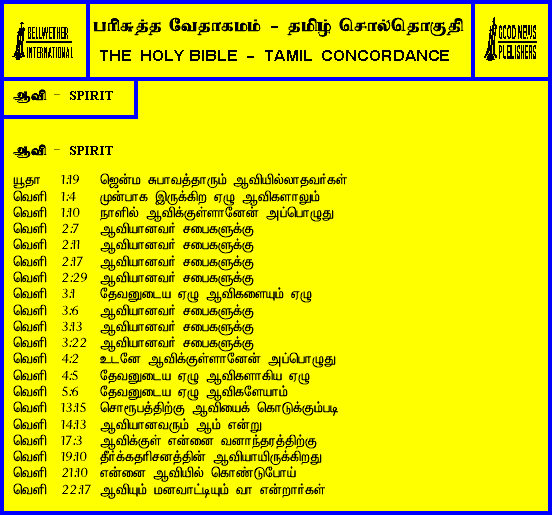 BELLWETHER INTERNATIONAL
பரிசுத்த வேதாகமம் - தமிழ் சொல்தொகுதி
THE HOLY BIBLE - TAMIL CONCORDANCE
GOOD NEWS PUBLISHERS
ஆவி - SPIRIT
ஆவி - SPIRIT
யூதா 1:19 ஜென்ம சுபாவத்தாரும் ஆவியில்லாதவர்கள்
வெளி 1:4 முன்பாக இருக்கிற ஏழு ஆவிகளாலும்
வெளி 1:10 நாளில் ஆவிக்குள்ளானேன் அப்பொழுது
வெளி 2:7 ஆவியானவர் சபைகளுக்கு
வெளி 2:11 ஆவியானவர் சபைகளுக்கு
வெளி 2:17 ஆவியானவர் சபைகளுக்கு
வெளி 2:29 ஆவியானவர் சபைகளுக்கு
வெளி 3:1 தேவனுடைய ஏழு ஆவிகளையும் ஏழு
வெளி 3:6 ஆவியானவர் சபைகளுக்கு
வெளி 3:13 ஆவியானவர் சபைகளுக்கு
வெளி 3:22 ஆவியானவர் சபைகளுக்கு
வெளி 4:2 உடனே ஆவிக்குள்ளானேன் அப்பொழுது
வெளி 4:5 தேவனுடைய ஏழு ஆவிகளாகிய ஏழு
வெளி 5:6 தேவனுடைய ஏழு ஆவிகளேயாம்
வெளி 13:15 சொரூபத்திற்கு ஆவியைக் கொடுக்கும்படி
வெளி 14:13 ஆவியானவரும் ஆம் என்று
வெளி 17:3 ஆவிக்குள் என்னை வனாந்தரத்திற்கு
வெளி 19:10 தீர்க்கதரிசனத்தின் ஆவியாயிருக்கிறது
வெளி 21:10 என்னை ஆவியில் கொண்டுபோய்
வெளி 22:17 ஆவியும் மனவாட்டியும் வா என்றார்கள்